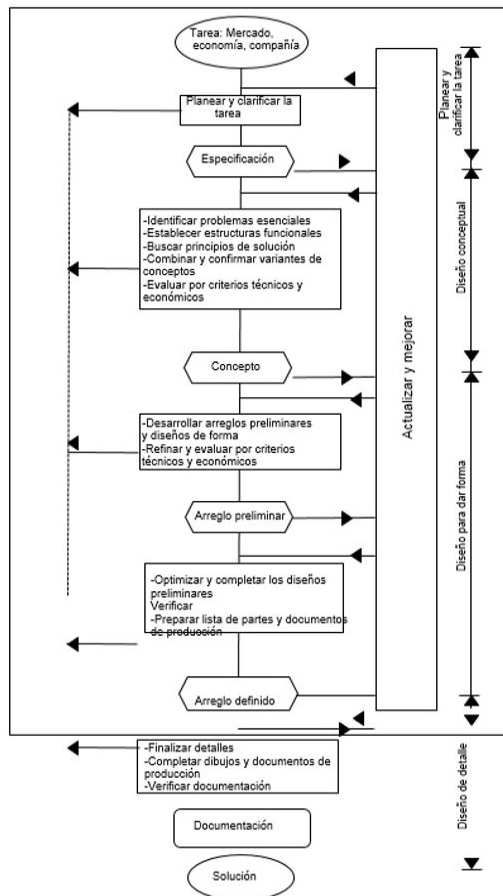 Tarea: Mercado,
economía, compañía
Planear y clarificar la
tarea
Especificación
-Identificar problemas esenciales
-Establecer estructuras funcionales
-Buscar principios de solución
-Combinar y confirmar variantes de
conceptos
-Evaluar por criterios técnicos y
económicos
Concepto
-Desarrollar arreglos preliminares
y diseños de forma
-Refinar y evaluar por criterios
técnicos y económicos
Arreglo preliminar
-Optimizar y completar los diseños
preliminares
Verificar
-Preparar lista de partes y documentos
de producción
Arreglo definido
-Finalizar detalles
-Completar dibujos y documentos de
producción
-Verificar documentación
Documentación
Solución
Actualizar y mejorar
Planear y
clarificar la tarea
Diseño conceptual
Diseño para dar forma
Diseño de detalle